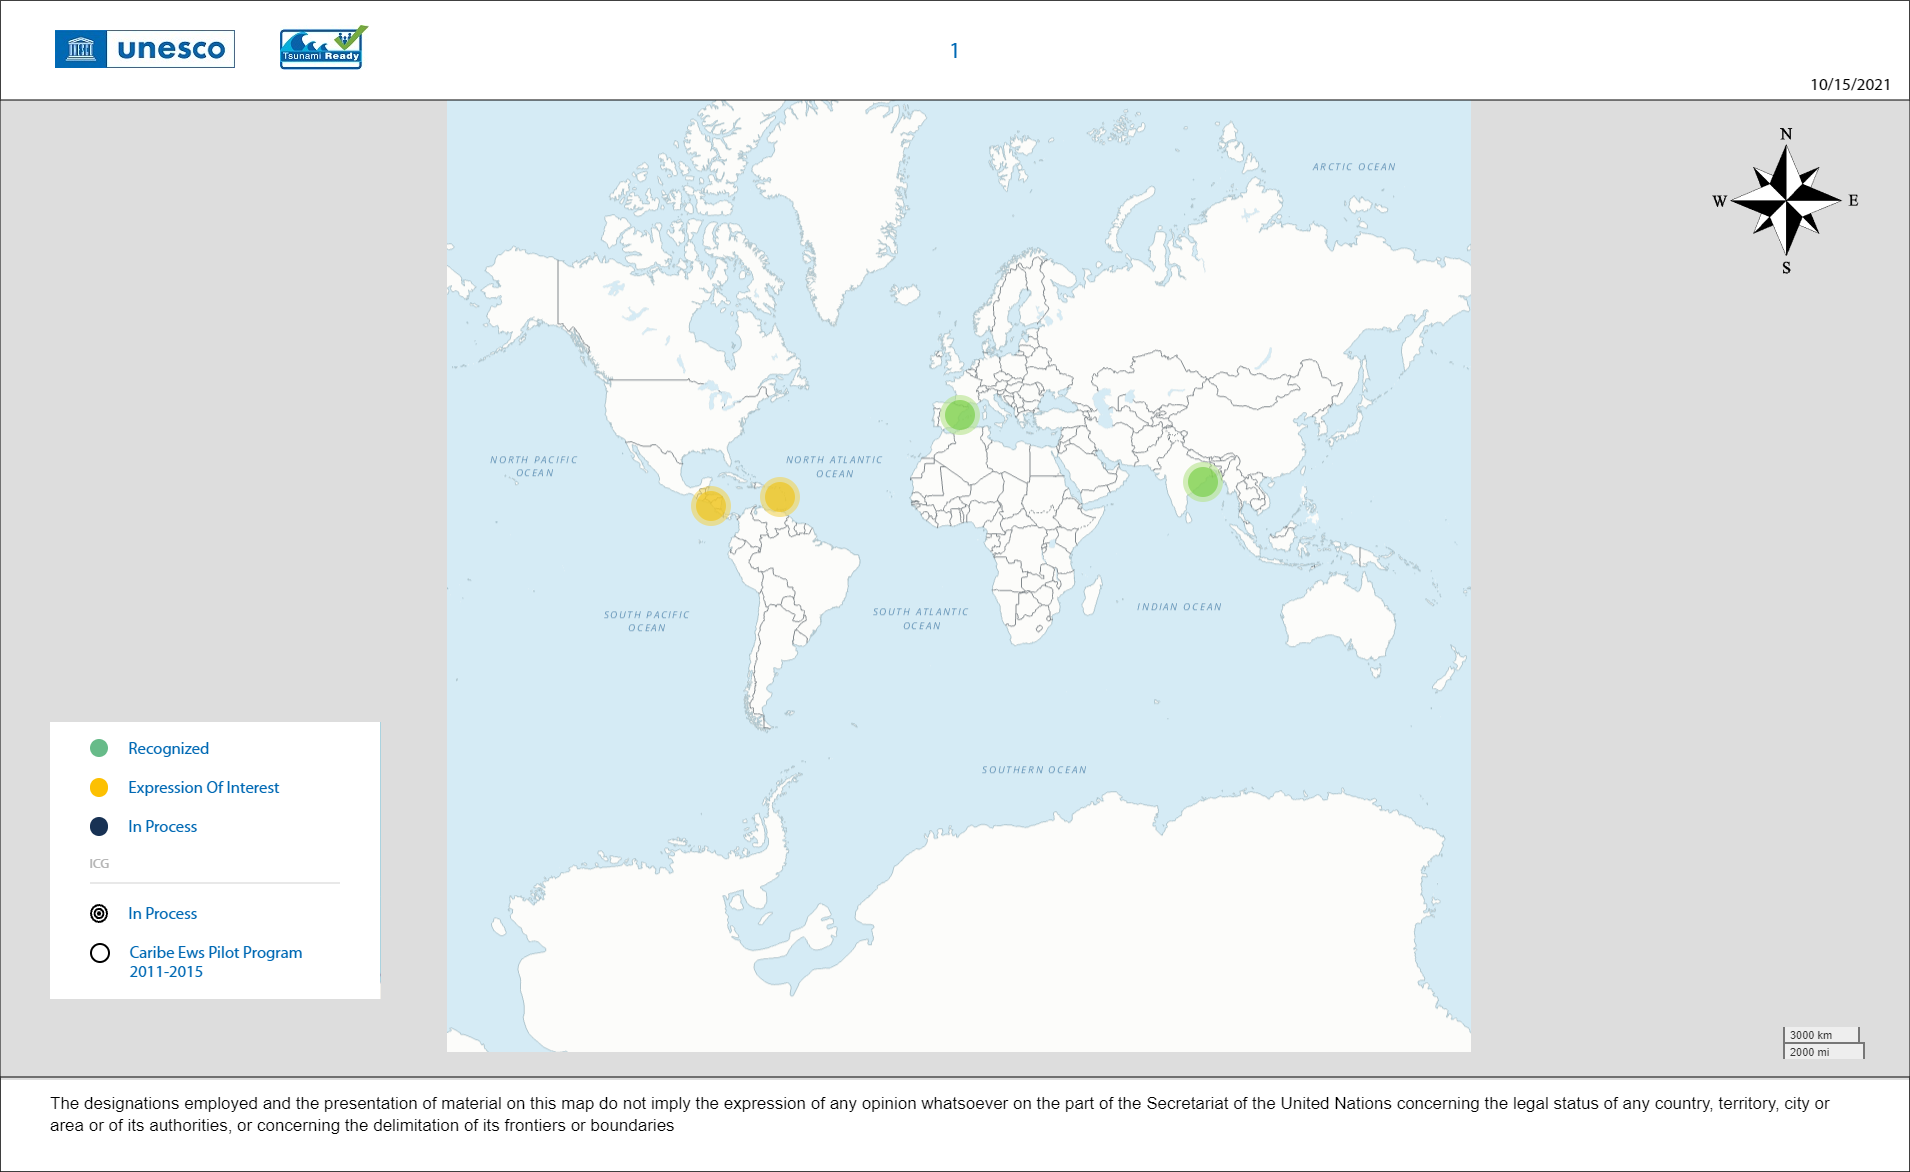 unesco
Tsunami Ready
1
10/15/2021
N
W
E
S
ARCTIC OCEAN
NORTH PACIFIC
OCEAN
NORTH ATLANTIC
OCEAN
SOUTH PACIFIC
OCEAN
SOUTH ATLANTIC
OCEAN
INDIAN OCEAN
SOUTHERN OCEAN
Recognized
Expression Of Interest
In Process
ICG
In Process
Caribe Ews Pilot Program
2011-2015
3000 km
2000 mi
The designations employed and the presentation of material on this map do not imply the expression of any opinion whatsoever on the part of the Secretariat of the United Nations concerning the legal status of any country, territory, city or
area or of its authorities, or concerning the delimitation of its frontiers or boundaries